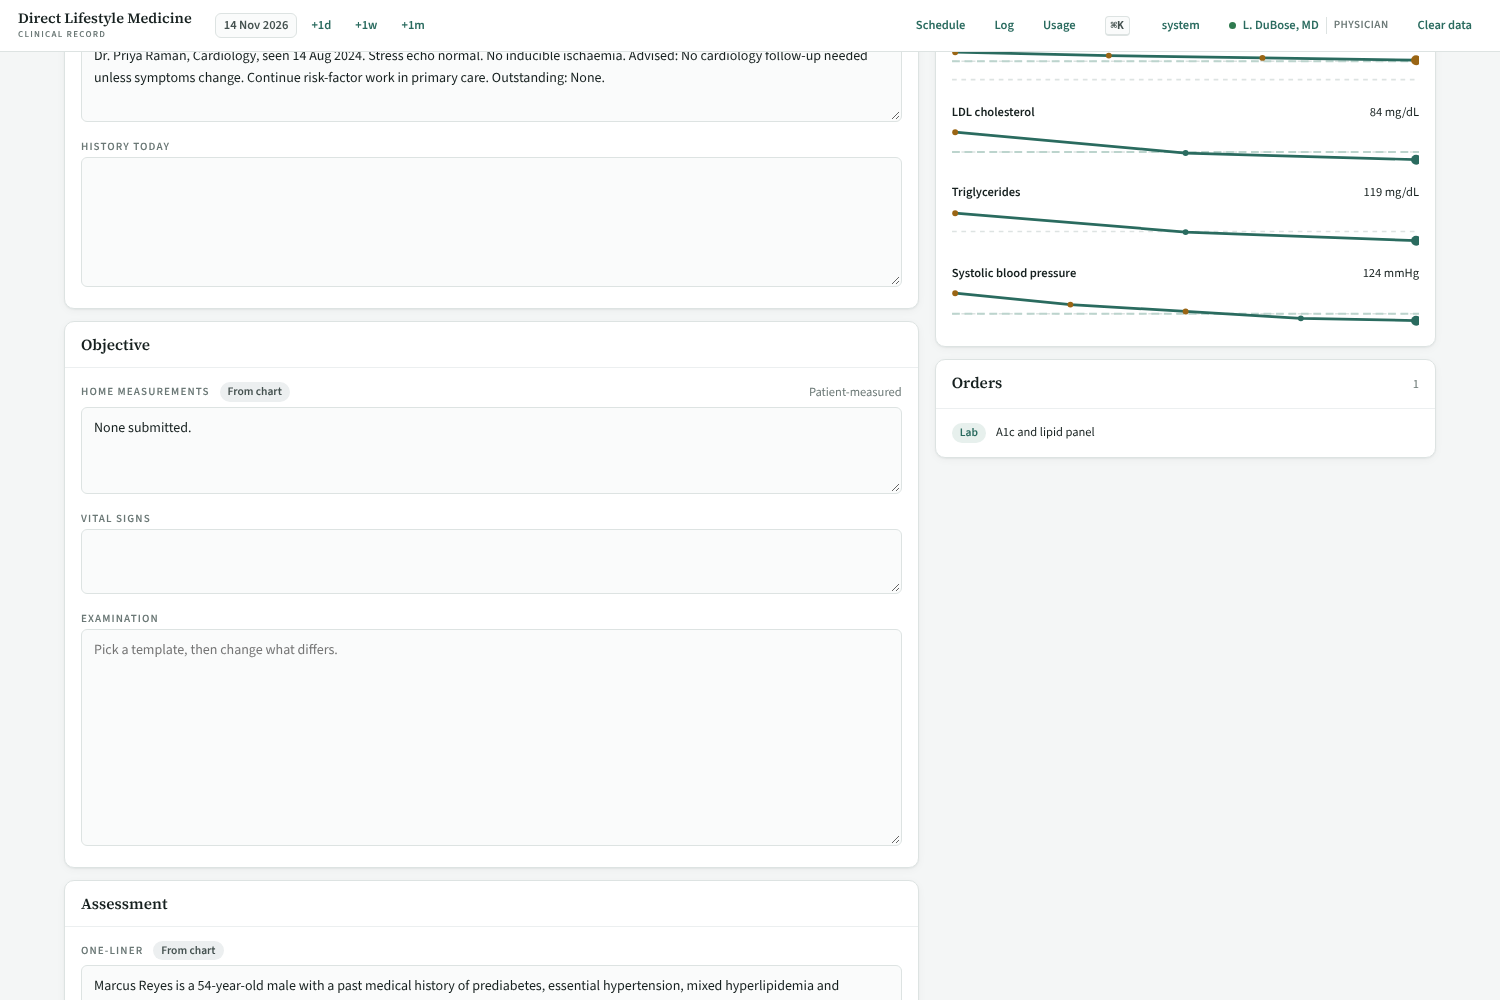 Direct Lifestyle Medicine
CLINICAL RECORD
14 Nov 2026
+1d
+1w
+1m
Schedule
Log
Usage
⌘K
system
L. DuBose, MD
PHYSICIAN
Clear data
Dr. Priya Raman, Cardiology, seen 14 Aug 2024. Stress echo normal. No inducible ischaemia. Advised: No cardiology follow-up needed
unless symptoms change. Continue risk-factor work in primary care. Outstanding: None.
HISTORY TODAY
Objective
HOME MEASUREMENTS
From chart
Patient-measured
None submitted.
VITAL SIGNS
EXAMINATION
Pick a template, then change what differs.
Assessment
ONE-LINER
From chart
Marcus Reyes is a 54-year-old male with a past medical history of prediabetes, essential hypertension, mixed hyperlipidemia and
LDL cholesterol
84 mg/dL
Triglycerides
119 mg/dL
Systolic blood pressure
124 mmHg
Orders
1
Lab
A1c and lipid panel